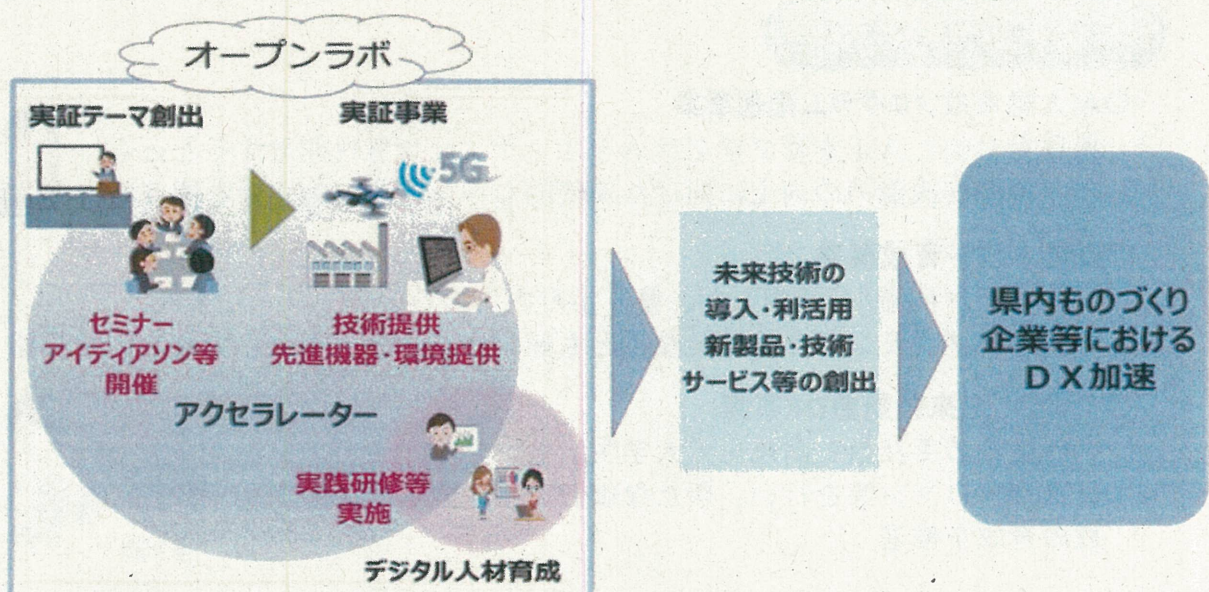 オープンラボ
実証テーマ創出
実証事業
5G
セミナー
アイディアソン等
開催
技術提供
先進機器・環境提供
アクセラレーター
実践研修等
実施
デジタル人材育成
未来技術の
導入・利活用
新製品・技術
サービス等の創出
県内ものづくり
企業等における
DX加速